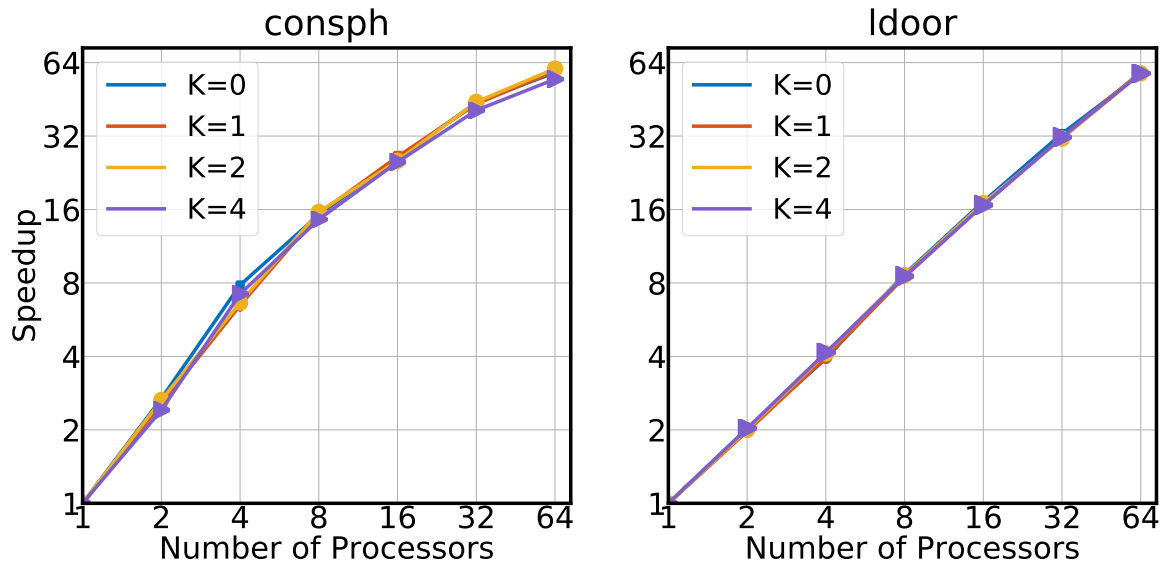 consph
64
32
16
8
4
2
1
Speedup
K=0
K=1
K=2
K=4
1 2 4 8 16 32 64
Number of Processors
ldoor
64
32
16
8
4
2
1
K=0
K=1
K=2
K=4
1 2 4 8 16 32 64
Number of Processors